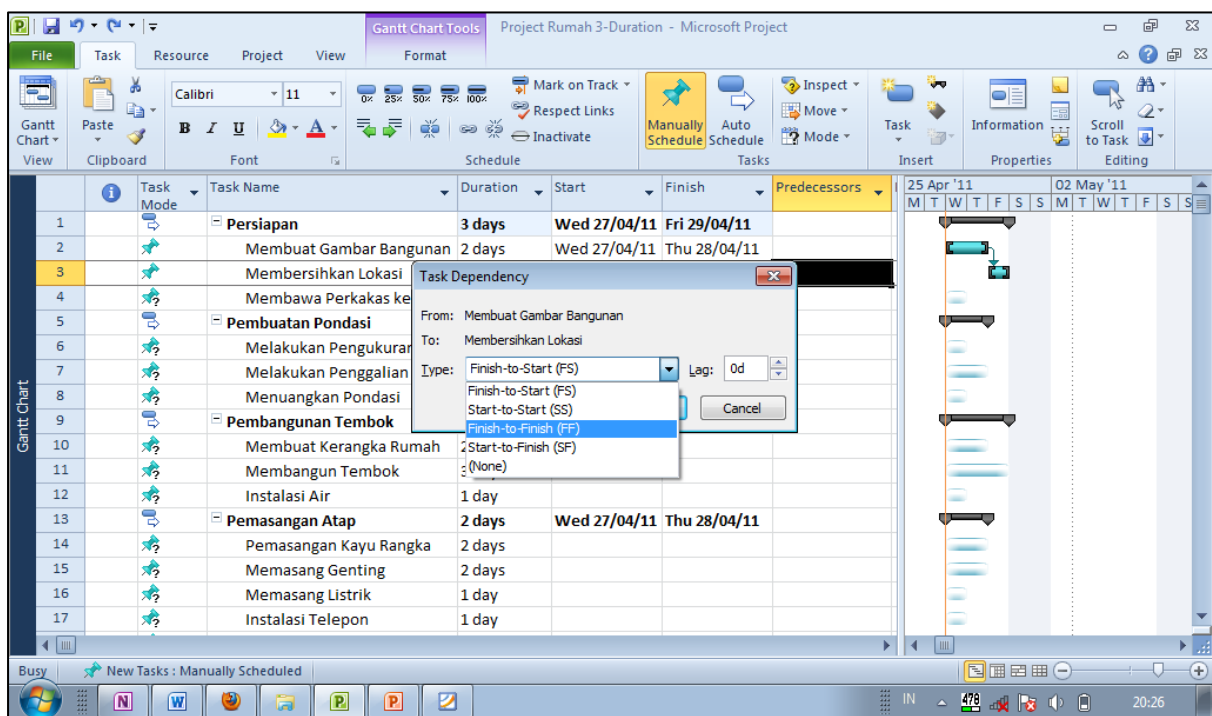 Gantt Chart Tools Project Rumah 3-Duration - Microsoft Project
File Task Resource Project View Format
Gantt Chart
View
Paste
Clipboard
Calibri 11
B I U A
Font
0% 25% 50% 75% 100%
Mark on Track
Respect Links
Inactivate
Schedule
Manually Schedule
Auto Schedule
Inspect
Move
Mode
Tasks
Task
Insert
Information
Properties
Scroll to Task
Editing
Task Mode Task Name Duration Start Finish Predecessors 25 Apr '11 02 May '11
M T W T F S S M T W T F S S
1 Persiapan 3 days Wed 27/04/11 Fri 29/04/11
2 Membuat Gambar Bangunan 2 days Wed 27/04/11 Thu 28/04/11
3 Membersihkan Lokasi
4 Membawa Perkakas ke
5 Pembuatan Pondasi
6 Melakukan Pengukuran
7 Melakukan Penggalian
8 Menuangkan Pondasi
9 Pembangunan Tembok
10 Membuat Kerangka Rumah 2
11 Membangun Tembok 3
12 Instalasi Air 1 day
13 Pemasangan Atap 2 days Wed 27/04/11 Thu 28/04/11
14 Pemasangan Kayu Rangka 2 days
15 Memasang Genting 2 days
16 Memasang Listrik 1 day
17 Instalasi Telepon 1 day
Gantt Chart
Task Dependency
From: Membuat Gambar Bangunan
To: Membersihkan Lokasi
Type: Finish-to-Start (FS) Lag: 0d
Finish-to-Start (FS)
Start-to-Start (SS)
Finish-to-Finish (FF)
Start-to-Finish (SF)
(None)
Cancel
Busy New Tasks : Manually Scheduled
IN 478 20:26